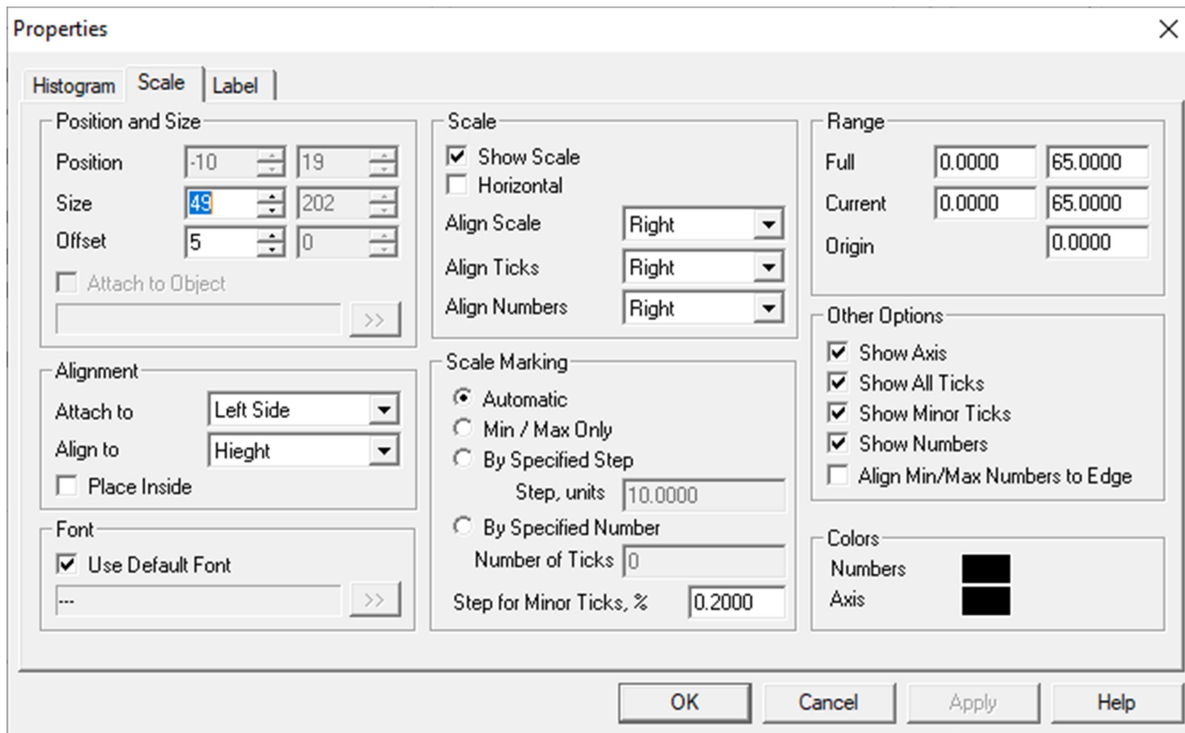 Properties
Histogram Scale Label
Position and Size
Position -10 19
Size 49 202
Offset 5 0
Attach to Object
>>
Alignment
Attach to Left Side
Align to Hieght
Place Inside
Font
Use Default Font
--- >>
Scale
Show Scale
Horizontal
Align Scale Right
Align Ticks Right
Align Numbers Right
Scale Marking
Automatic
Min / Max Only
By Specified Step
Step, units 10.0000
By Specified Number
Number of Ticks 0
Step for Minor Ticks, % 0.2000
Range
Full 0.0000 65.0000
Current 0.0000 65.0000
Origin 0.0000
Other Options
Show Axis
Show All Ticks
Show Minor Ticks
Show Numbers
Align Min/Max Numbers to Edge
Colors
Numbers
Axis
OK Cancel Apply Help